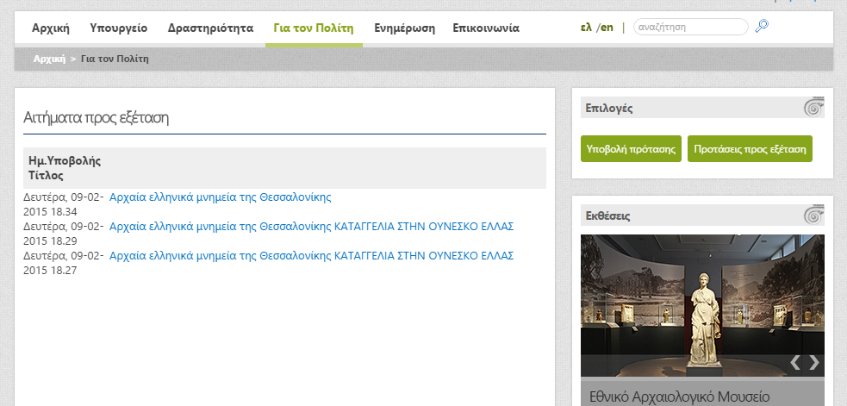 Αρχική Υπουργείο Δραστηριότητα Για τον Πολίτη Ενημέρωση Επικοινωνία ελ /en | αναζήτηση
Αρχική > Για τον Πολίτη
Αιτήματα προς εξέταση
Ημ.Υποβολής
Τίτλος
Δευτέρα, 09-02- Αρχαία ελληνικά μνημεία της Θεσσαλονίκης
2015 18.34
Δευτέρα, 09-02- Αρχαία ελληνικά μνημεία της Θεσσαλονίκης ΚΑΤΑΓΓΕΛΙΑ ΣΤΗΝ ΟΥΝΕΣΚΟ ΕΛΛΑΣ
2015 18.29
Δευτέρα, 09-02- Αρχαία ελληνικά μνημεία της Θεσσαλονίκης ΚΑΤΑΓΓΕΛΙΑ ΣΤΗΝ ΟΥΝΕΣΚΟ ΕΛΛΑΣ
2015 18.27
Επιλογές
Υποβολή πρότασης Προτάσεις προς εξέταση
Εκθέσεις
Εθνικό Αρχαιολογικό Μουσείο